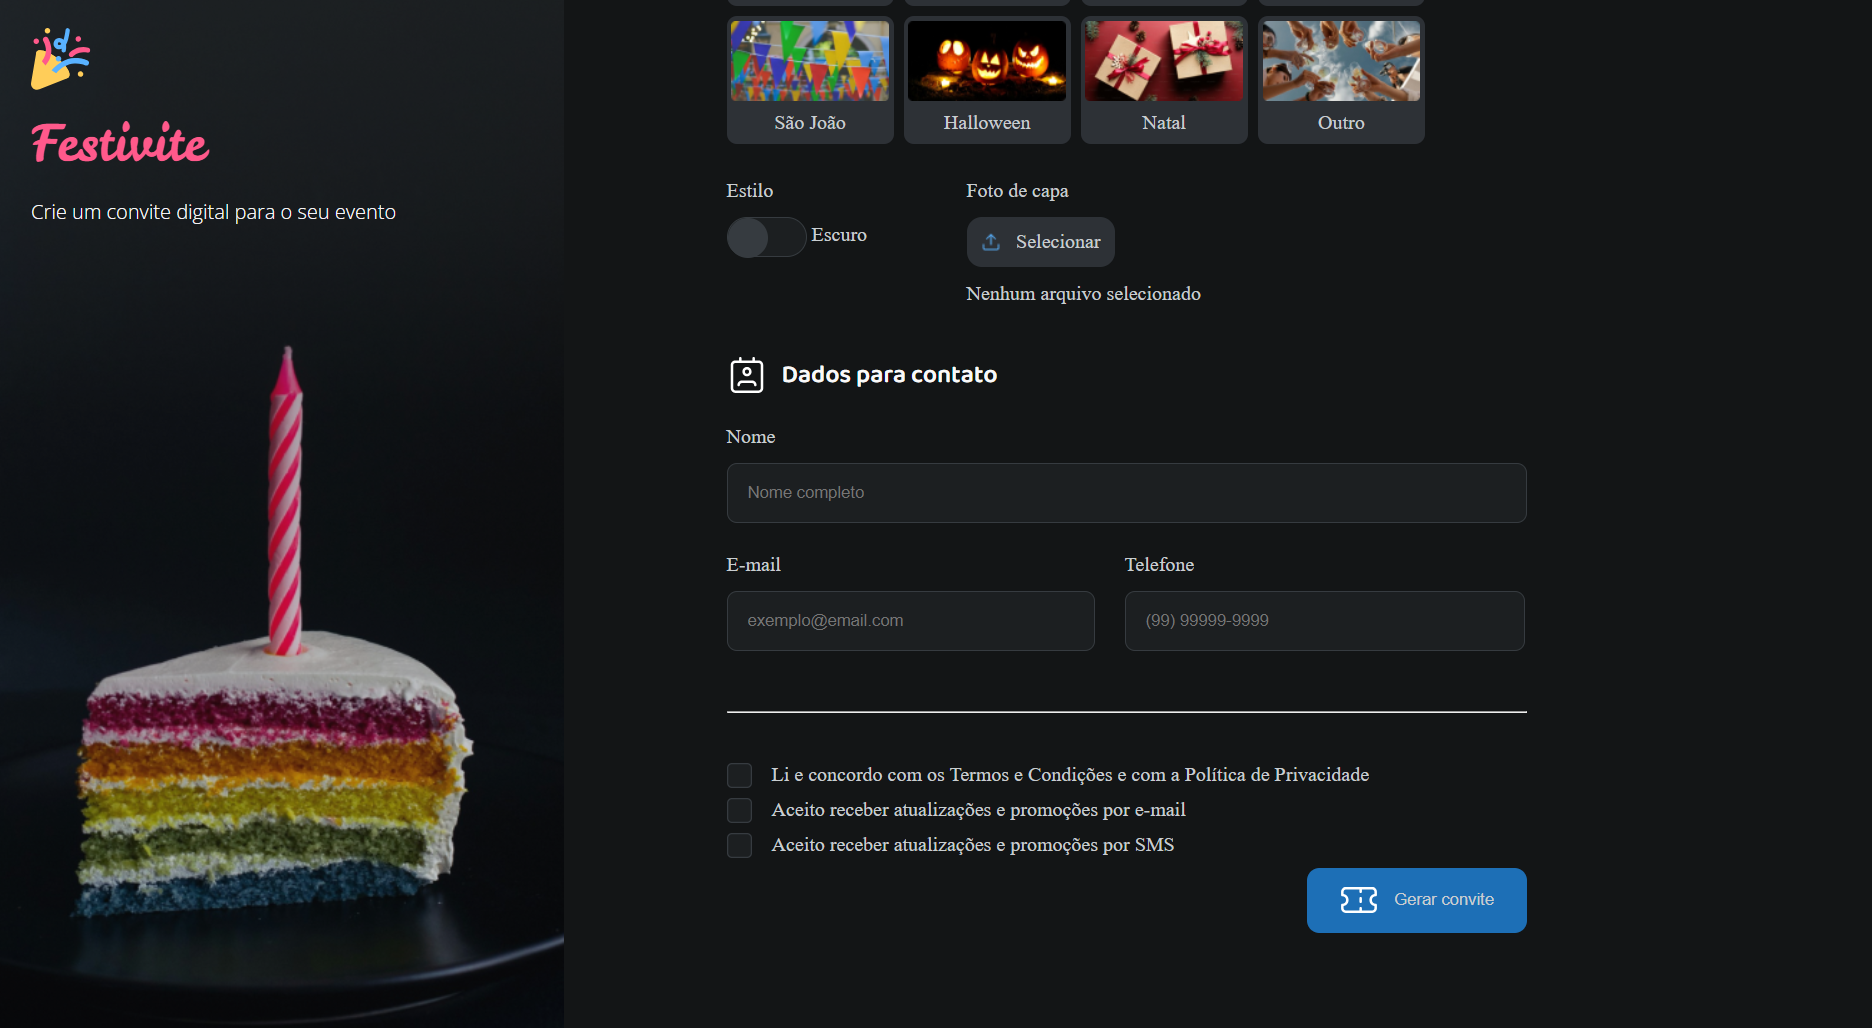 Festivite
Crie um convite digital para o seu evento
São João
Halloween
Natal
Outro
Estilo
Escuro
Foto de capa
Selecionar
Nenhum arquivo selecionado
Dados para contato
Nome
Nome completo
E-mail
exemplo@email.com
Telefone
(99) 99999-9999
Li e concordo com os Termos e Condições e com a Política de Privacidade
Aceito receber atualizações e promoções por e-mail
Aceito receber atualizações e promoções por SMS
Gerar convite